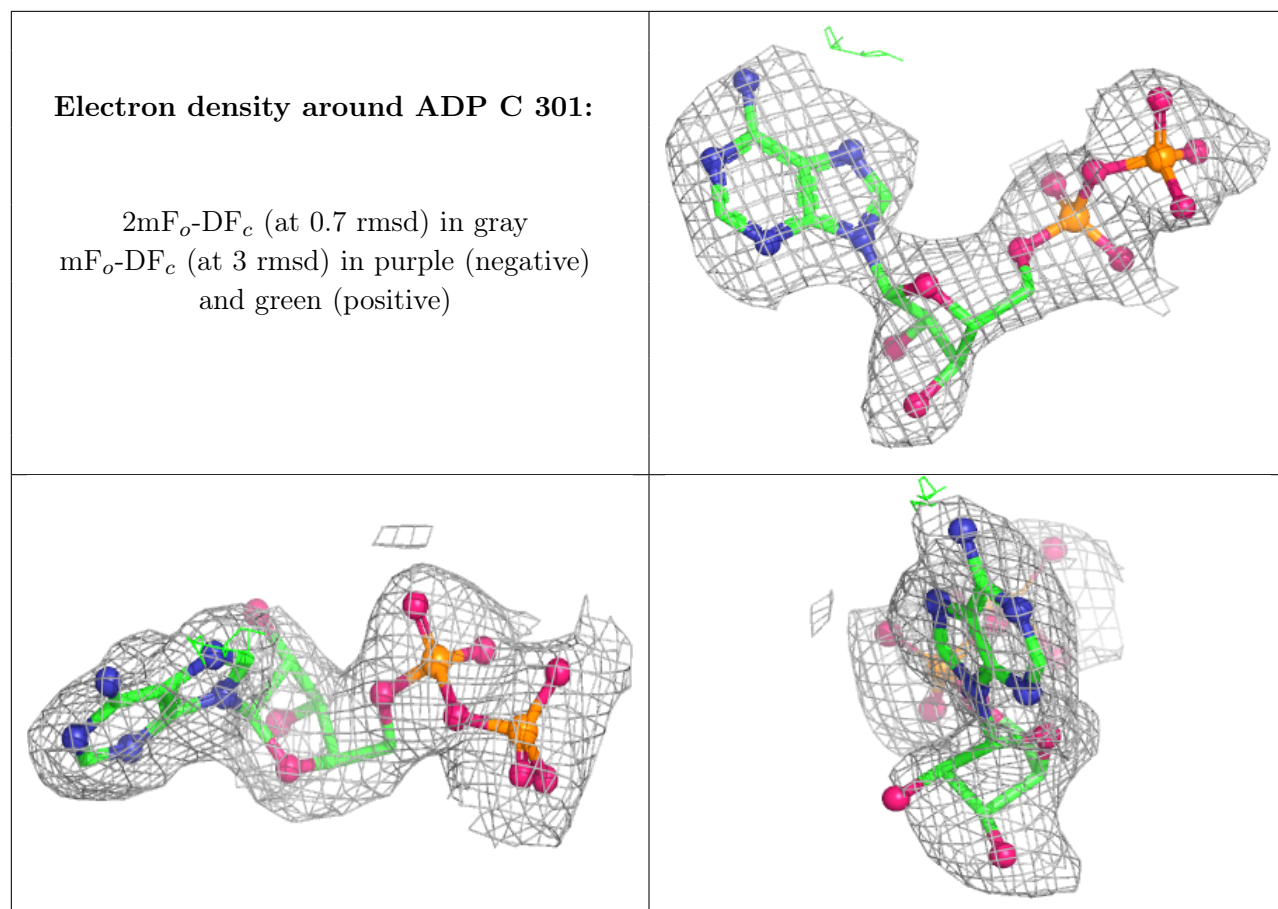 Electron density around ADP C 301:
2mFo-DFc (at 0.7 rmsd) in gray
mFo-DFc (at 3 rmsd) in purple (negative)
and green (positive)